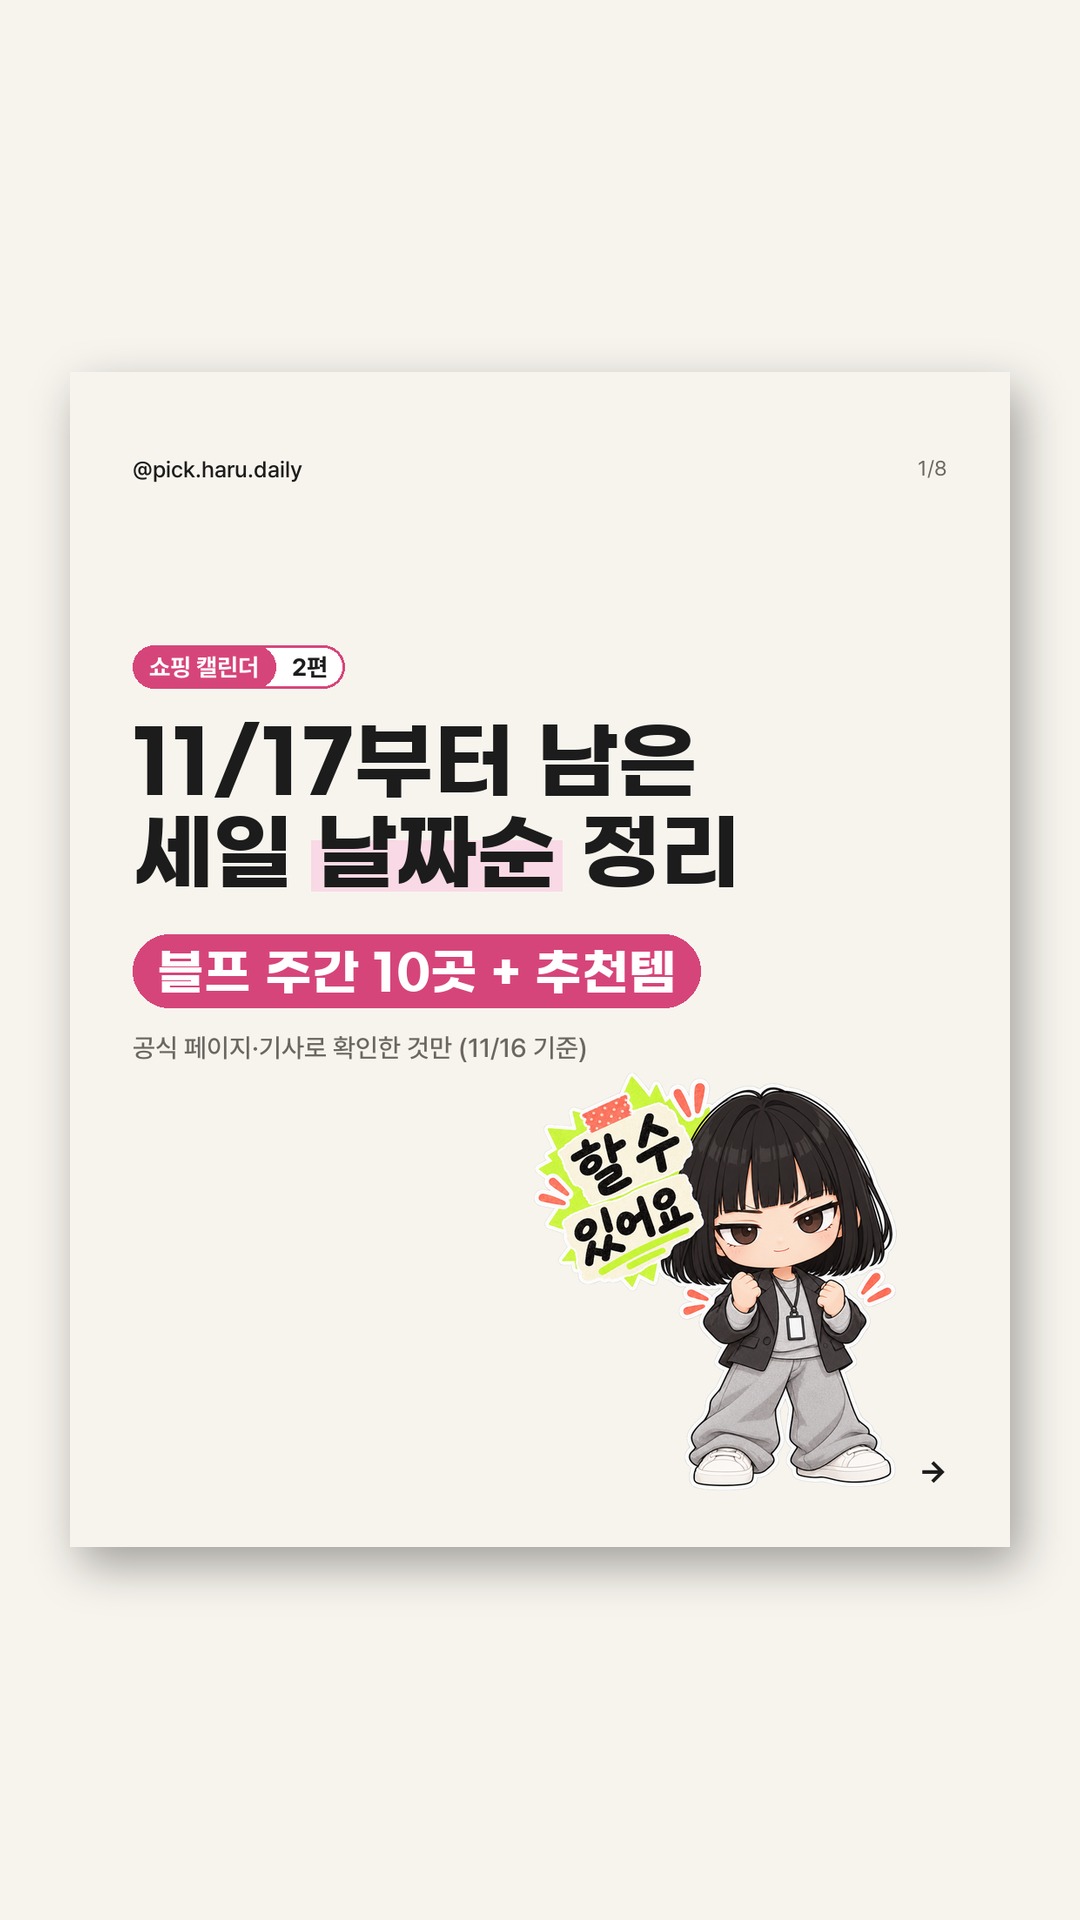 @pick.haru.daily
1/8
쇼핑 캘린더 2편
11/17부터 남은
세일 날짜순 정리
블프 주간 10곳 + 추천템
공식 페이지·기사로 확인한 것만 (11/16 기준)
할 수
있어요
→